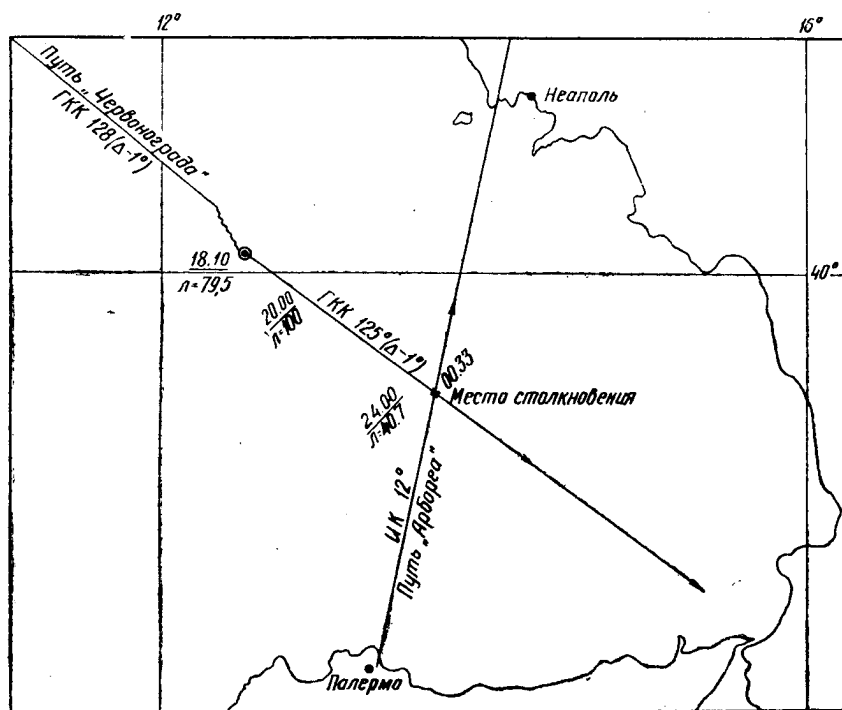 12°
16°
Путь „Червонограда"
ГКК 128 (Δ-1°)
Неаполь
18.10
л=79,5
40°
20.00
л=100
ГКК 125°(Δ-1°)
00.33
Место столкновения
24.00
л=40.7
ИК 12°
Путь „Арбореа"
Палермо